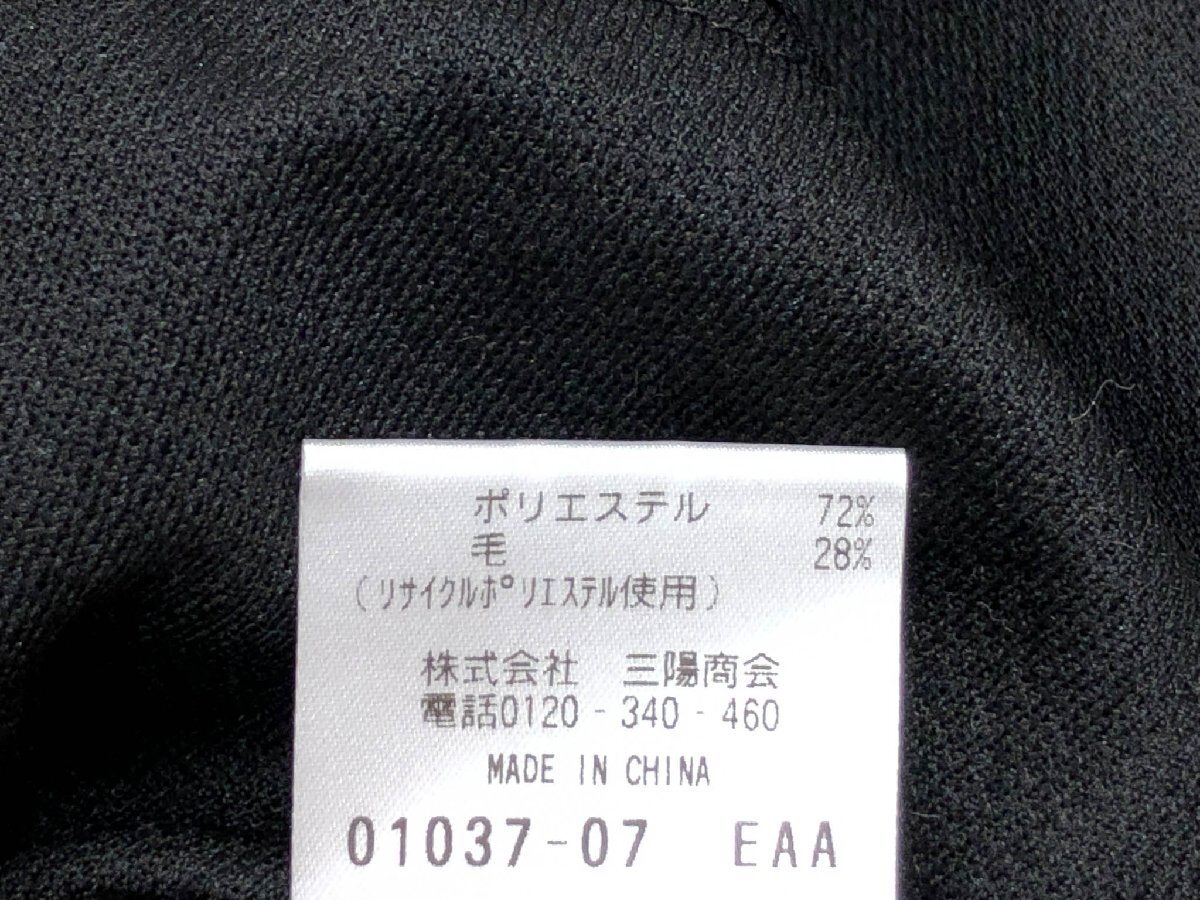 ポリエステル 72%
毛 28%
(リサイクルポリエステル使用)
株式会社 三陽商会
電話0120-340-460
MADE IN CHINA
01037-07 EAA